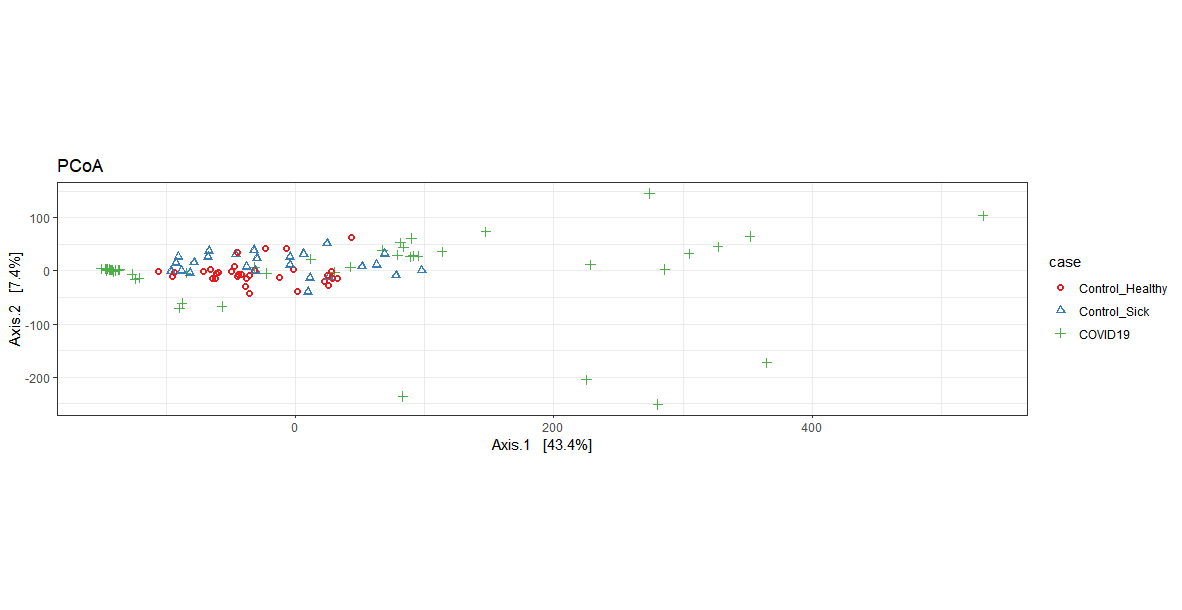 PCoA
100
0
-100
-200
Axis.2 [7.4%]
0
200
400
Axis.1 [43.4%]
case
Control_Healthy
Control_Sick
COVID19